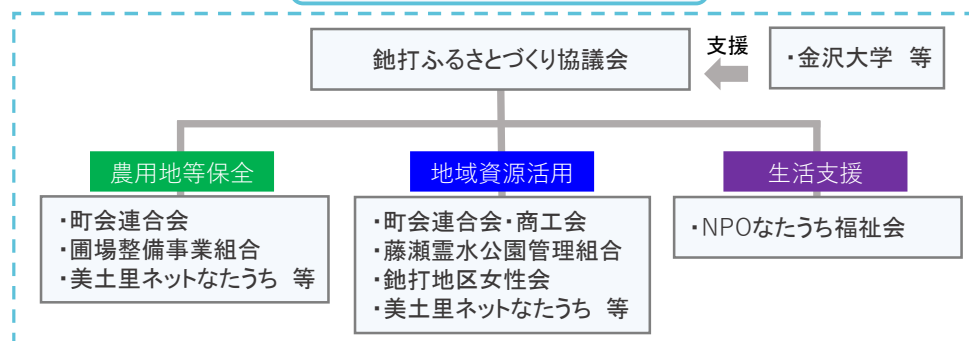 鉇打ふるさとづくり協議会
支援
・金沢大学 等
農用地等保全
・町会連合会
・圃場整備事業組合
・美土里ネットなたうち 等
地域資源活用
・町会連合会・商工会
・藤瀬霊水公園管理組合
・鉇打地区女性会
・美土里ネットなたうち 等
生活支援
・NPOなたうち福祉会